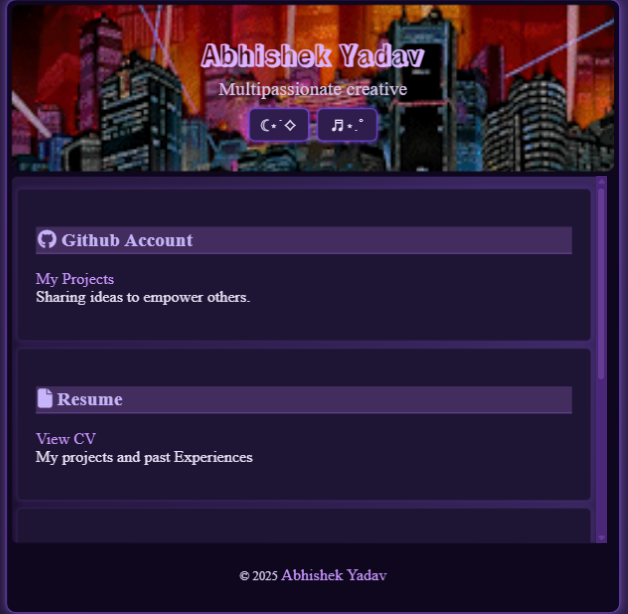 Abhishek Yadav
Multipassionate creative
☾⋆˙✧ ♬⋆.˚
Github Account
My Projects
Sharing ideas to empower others.
Resume
View CV
My projects and past Experiences
© 2025 Abhishek Yadav